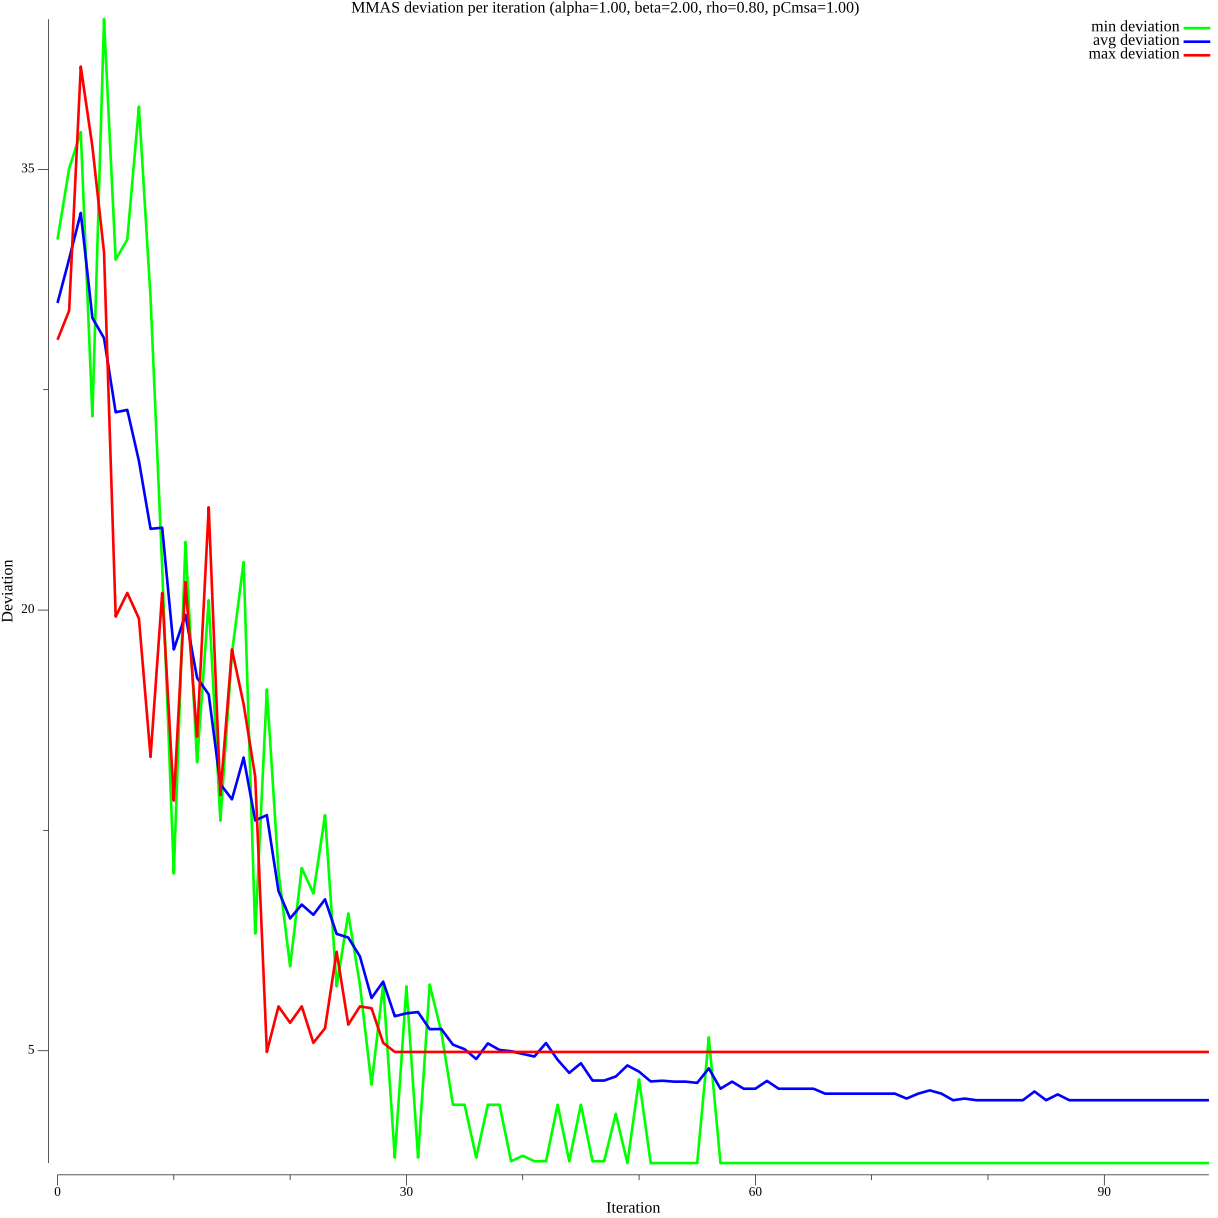 MMAS deviation per iteration (alpha=1.00, beta=2.00, rho=0.80, pCmsa=1.00)
min deviation
avg deviation
max deviation
35
20
5
Deviation
0
30
60
90
Iteration